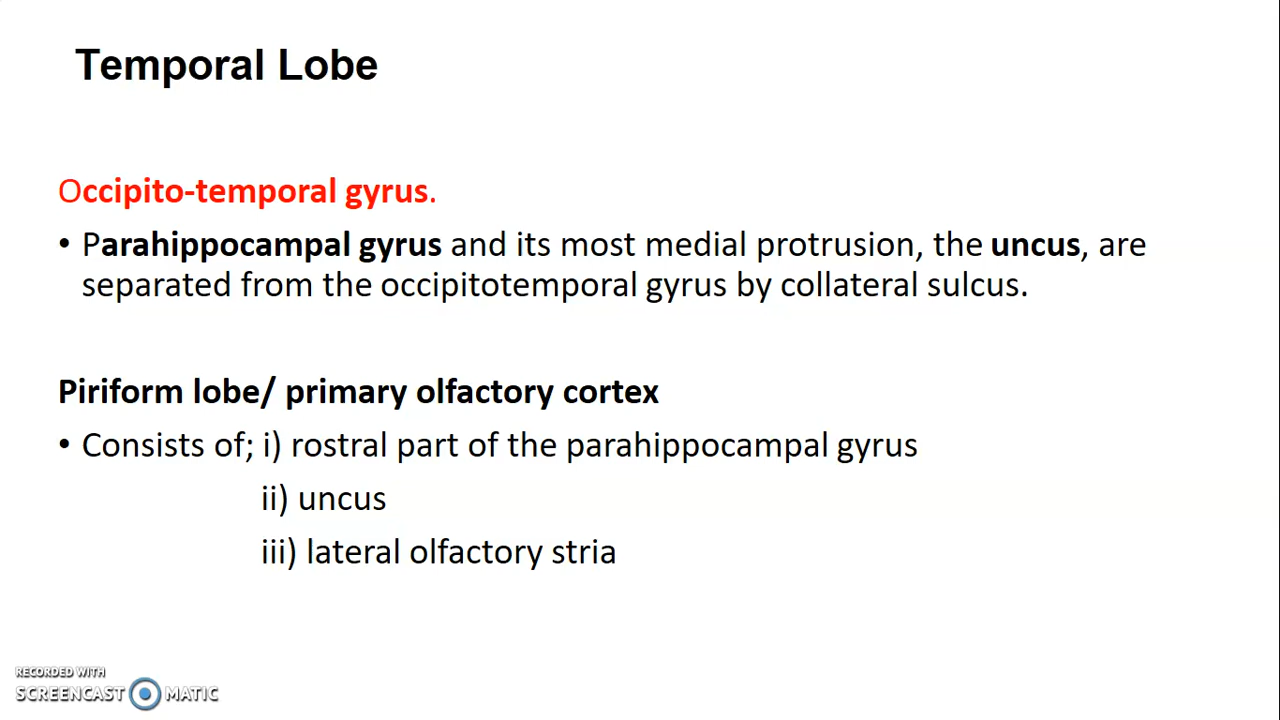 Temporal Lobe
Occipito-temporal gyrus.
• Parahippocampal gyrus and its most medial protrusion, the uncus, are
separated from the occipitotemporal gyrus by collateral sulcus.
Piriform lobe/ primary olfactory cortex
• Consists of; i) rostral part of the parahippocampal gyrus
ii) uncus
iii) lateral olfactory stria
RECORDED WITH
SCREENCAST MATIC